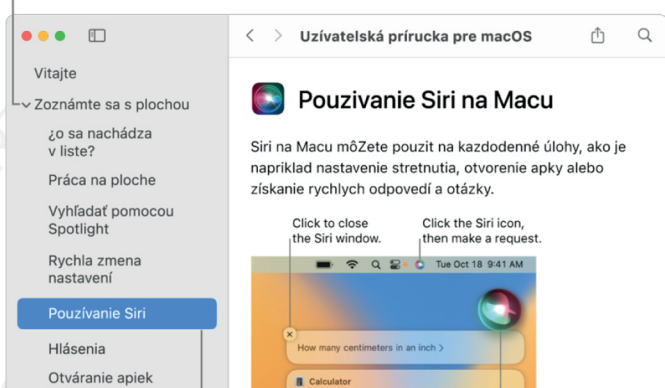 Uzívatelská prírucka pre macOS
Vitajte
Zoznámte sa s plochou
¿o sa nachádza
v liste?
Práca na ploche
Vyhľadať pomocou
Spotlight
Rychla zmena
nastavení
Pouzívanie Siri
Hlásenia
Otváranie apiek
Pouzivanie Siri na Macu
Siri na Macu môZete pouzit na kazdodenné úlohy, ako je
napriklad nastavenie stretnutia, otvorenie apky alebo
získanie rychlych odpovedí a otázky.
Click to close
the Siri window.
Click the Siri icon,
then make a request.
Tue Oct 18 9:41 AM
How many centimeters in an inch >
Calculator